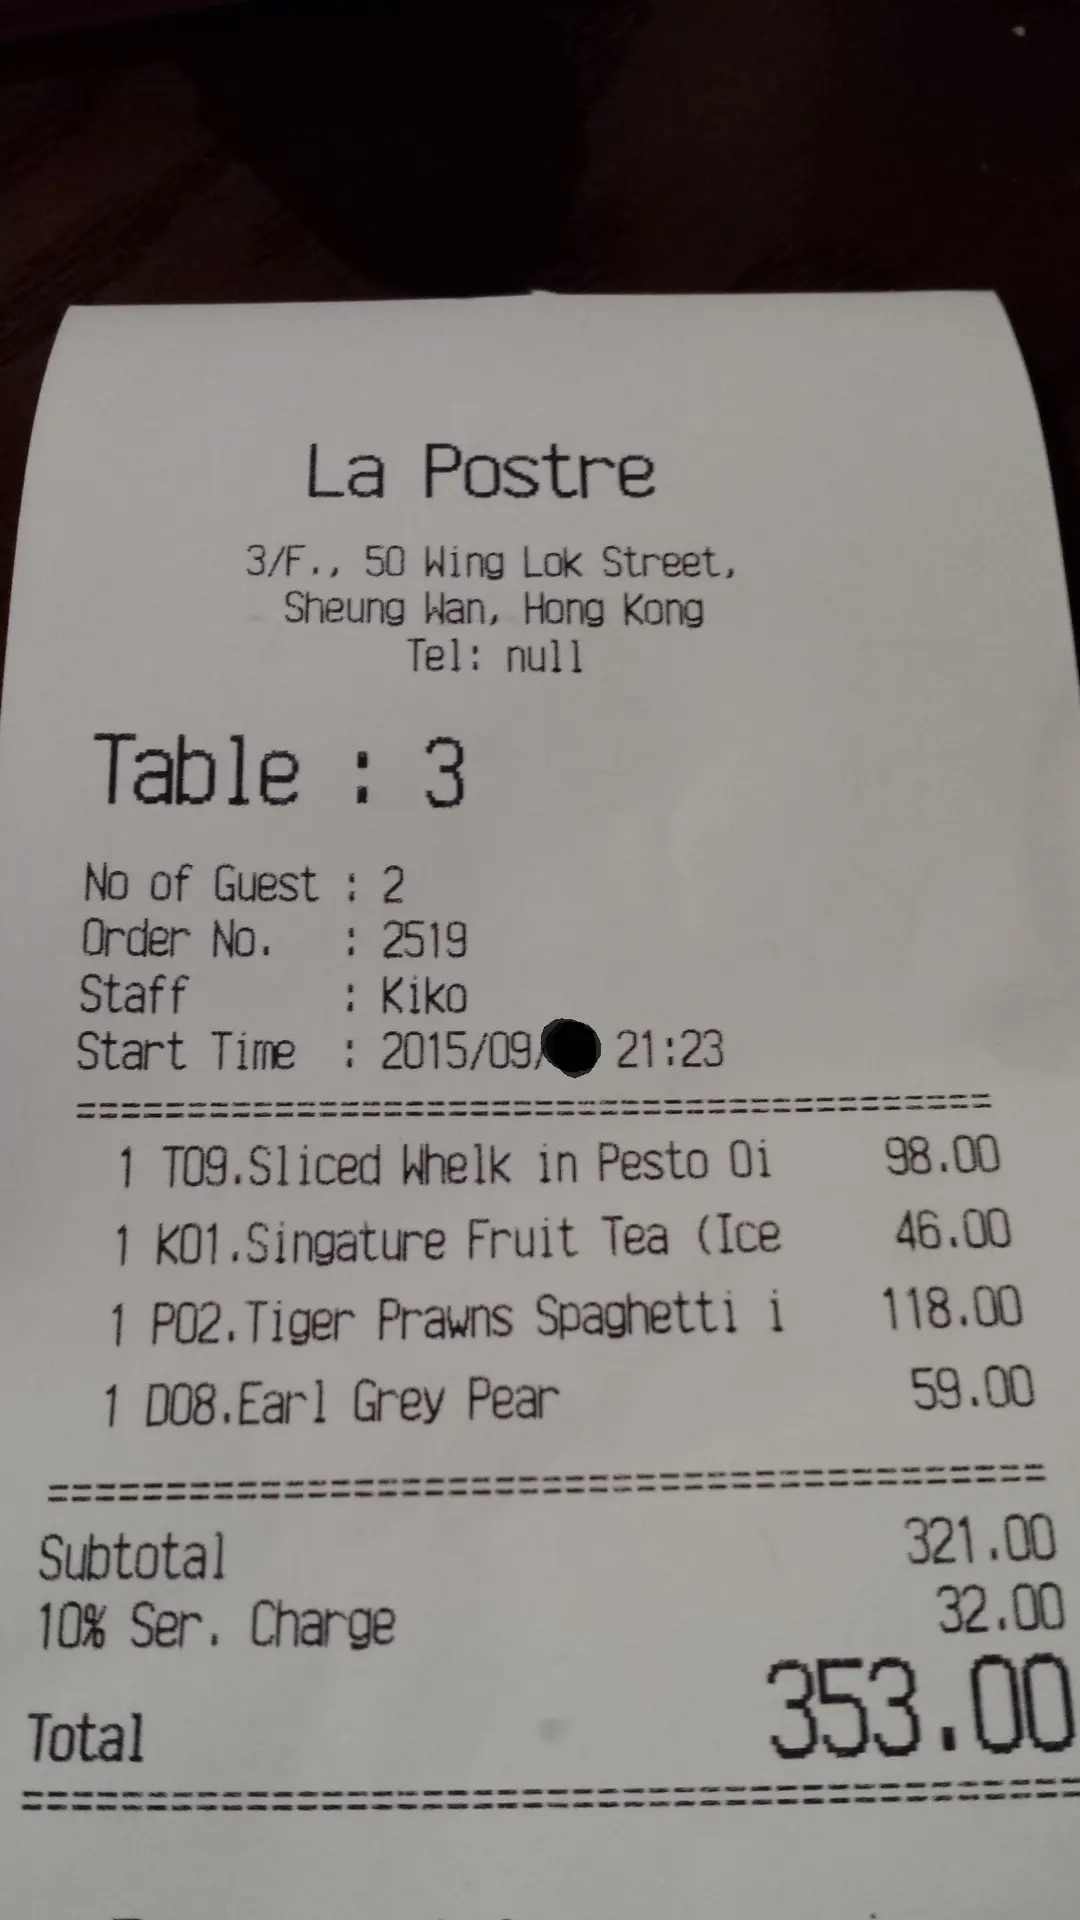 La Postre
3/F., 50 Wing Lok Street,
Sheung Wan, Hong Kong
Tel: null
Table : 3
No of Guest : 2
Order No. : 2519
Staff : Kiko
Start Time : 2015/09/ 21:23
1 T09.Sliced Whelk in Pesto Oi 98.00
1 K01.Singature Fruit Tea (Ice 46.00
1 P02.Tiger Prawns Spaghetti i 118.00
1 D08.Earl Grey Pear 59.00
Subtotal 321.00
10% Ser. Charge 32.00
Total 353.00